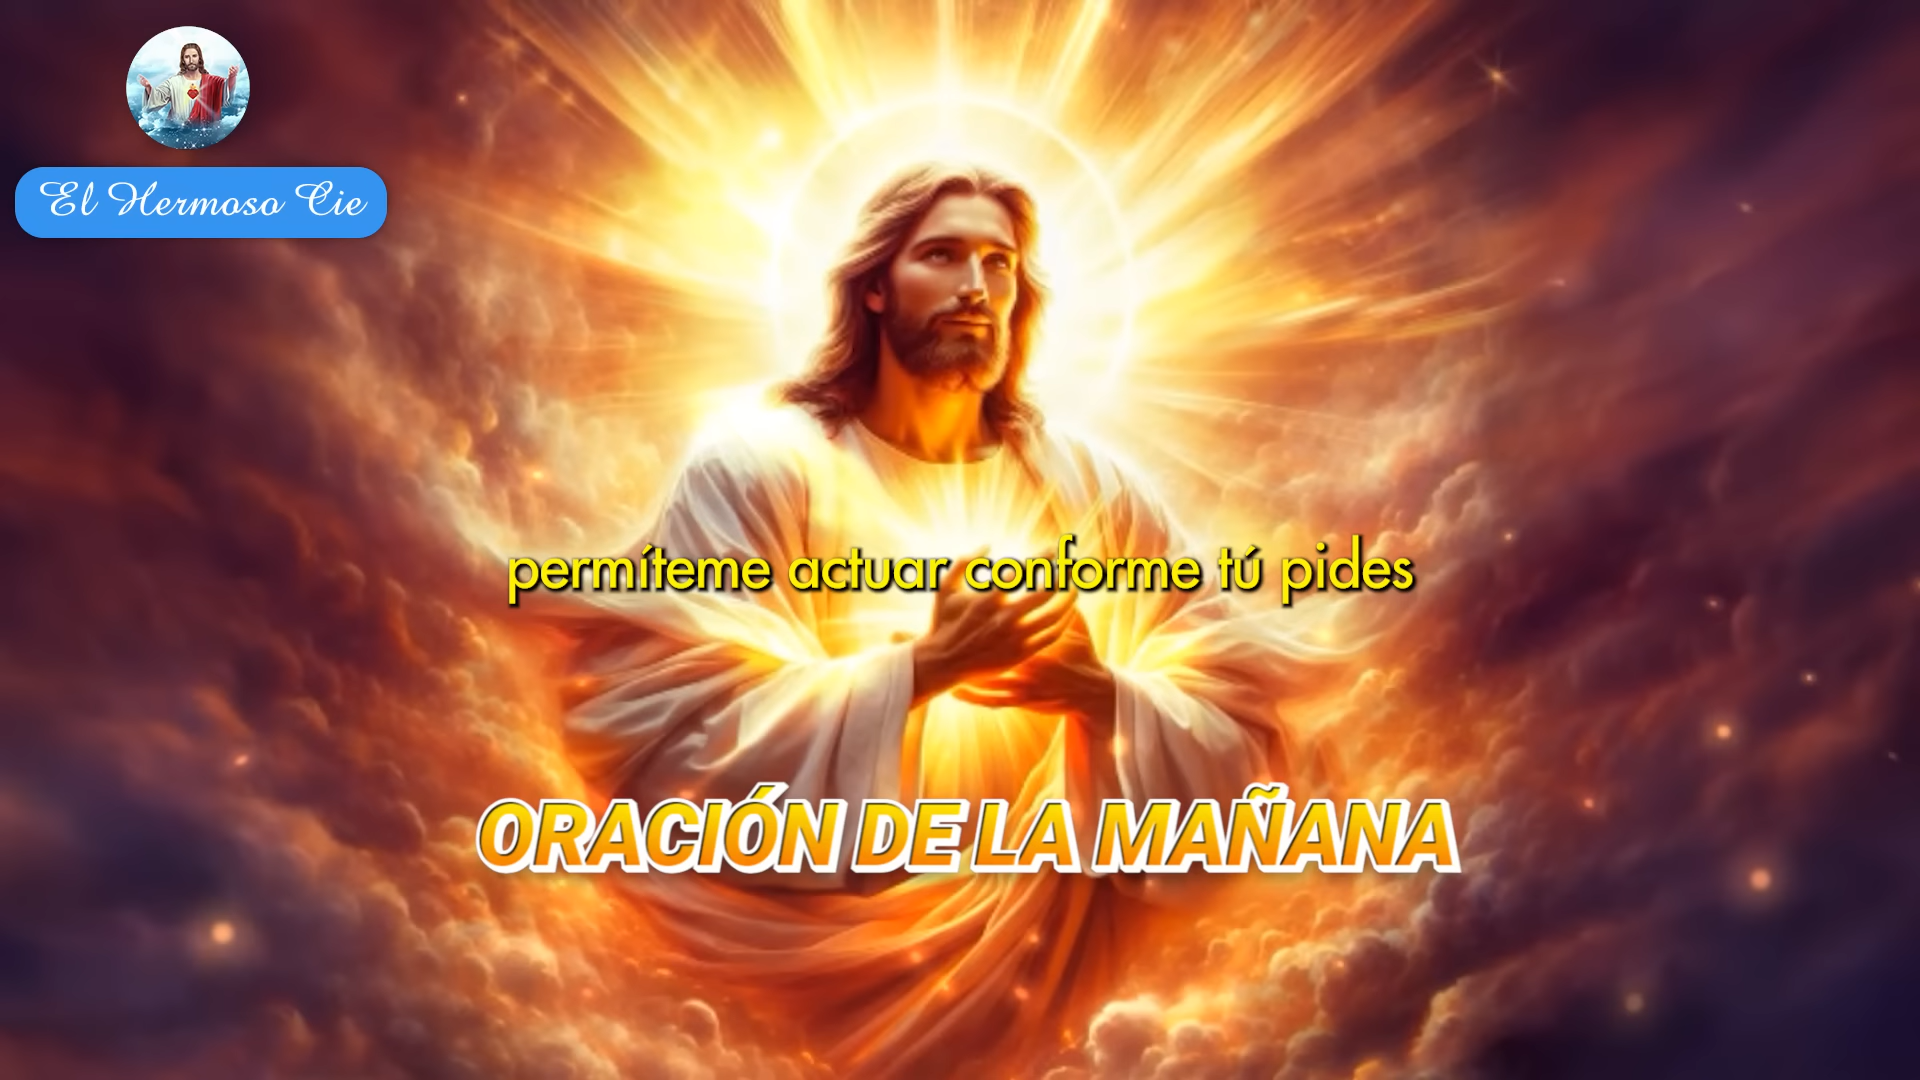 El Hermoso Cie
permíteme actuar conforme tú pides
ORACIÓN DE LA MAÑANA